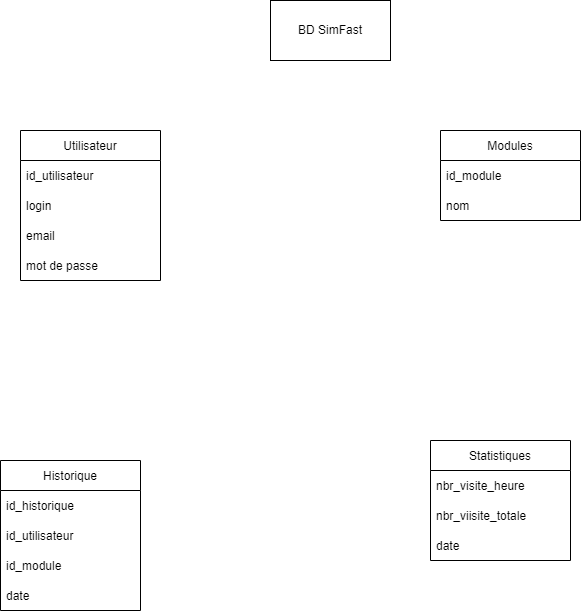 BD SimFast
Utilisateur
id_utilisateur
login
email
mot de passe
Modules
id_module
nom
Historique
id_historique
id_utilisateur
id_module
date
Statistiques
nbr_visite_heure
nbr_viisite_totale
date